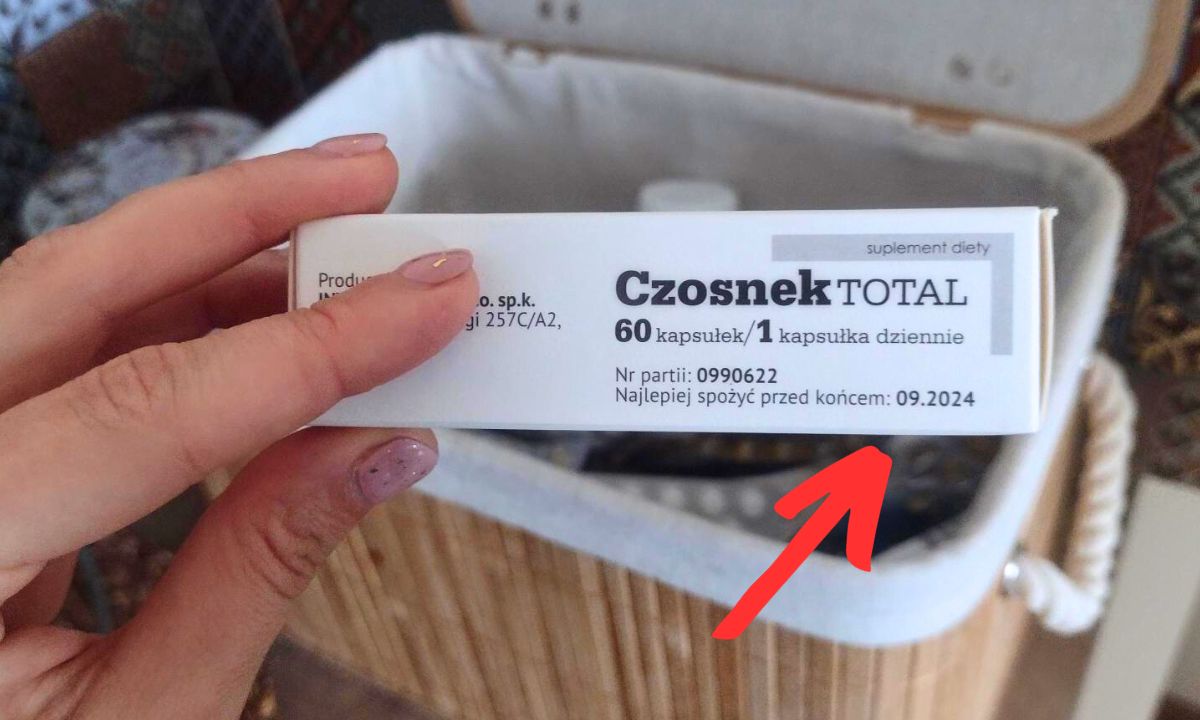 suplement diety
Czosnek TOTAL
60 kapsułek/1 kapsułka dziennie
Nr partii: 0990622
Najlepiej spożyć przed końcem: 09.2024
o. sp.k.
257C/A2,